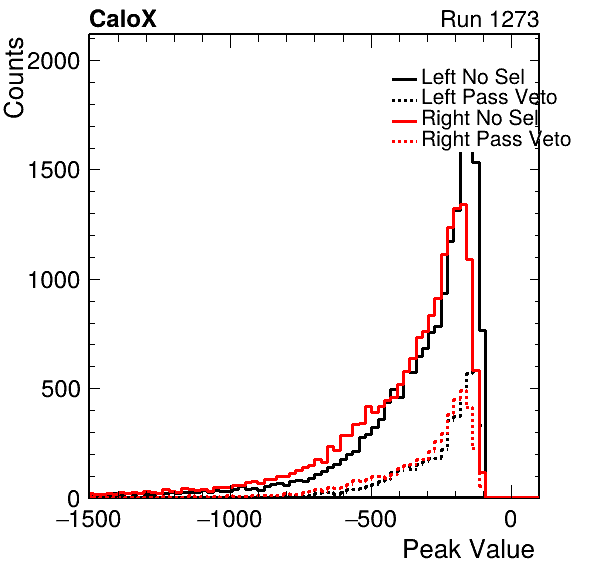 CaloX Run 1273
Counts
2000
1500
1000
500
0
Left No Sel
Left Pass Veto
Right No Sel
Right Pass Veto
−1500 −1000 −500 0
Peak Value